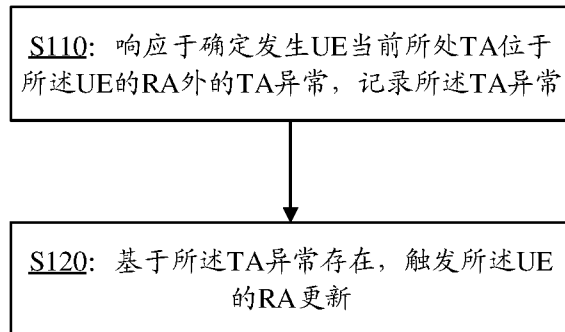 S110：响应于确定发生UE当前所处TA位于
所述UE的RA外的TA异常，记录所述TA异常
S120：基于所述TA异常存在，触发所述UE
的RA更新